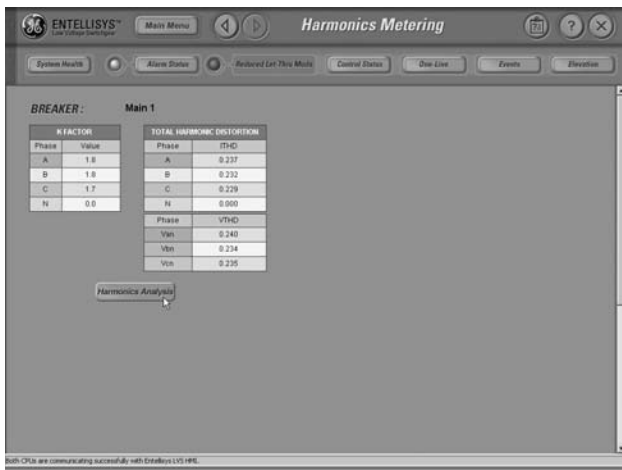 ENTELLISYS™
Low Voltage Switchgear
Main Menu
Harmonics Metering
?
System Health
Alarm Status
Reduced Let-Thru Mode
Control Status
One-Line
Events
Elevation
BREAKER : Main 1
K FACTOR
Phase Value
A 1.8
B 1.8
C 1.7
N 0.0
TOTAL HARMONIC DISTORTION
Phase ITHD
A 0.237
B 0.232
C 0.229
N 0.000
Phase VTHD
Van 0.240
Vbn 0.234
Vcn 0.235
Harmonics Analysis
Both CPUs are communicating successfully with Entellisys LVS HMI.